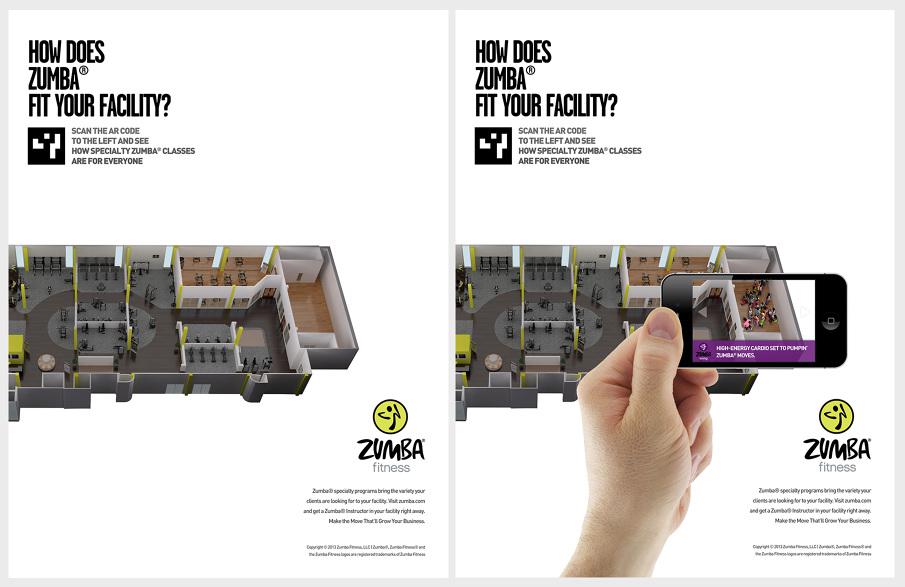 HOW DOES
ZUMBA®
FIT YOUR FACILITY?
SCAN THE AR CODE
TO THE LEFT AND SEE
HOW SPECIALTY ZUMBA® CLASSES
ARE FOR EVERYONE
ZUMBA®
fitness
Zumba® specialty programs bring the variety your
clients are looking for to your facility. Visit zumba.com
and get a Zumba® Instructor in your facility right away.
Make the Move That'll Grow Your Business.
Copyright © 2013 Zumba Fitness, LLC | Zumba®, Zumba Fitness® and
the Zumba Fitness logos are registered trademarks of Zumba Fitness
HOW DOES
ZUMBA®
FIT YOUR FACILITY?
SCAN THE AR CODE
TO THE LEFT AND SEE
HOW SPECIALTY ZUMBA® CLASSES
ARE FOR EVERYONE
ZUMBA
HIGH-ENERGY CARDIO SET TO PUMPIN'
ZUMBA® MOVES.
ZUMBA®
fitness
Zumba® specialty programs bring the variety your
clients are looking for to your facility. Visit zumba.com
and get a Zumba® Instructor in your facility right away.
Make the Move That'll Grow Your Business.
Copyright © 2013 Zumba Fitness, LLC | Zumba®, Zumba Fitness® and
the Zumba Fitness logos are registered trademarks of Zumba Fitness